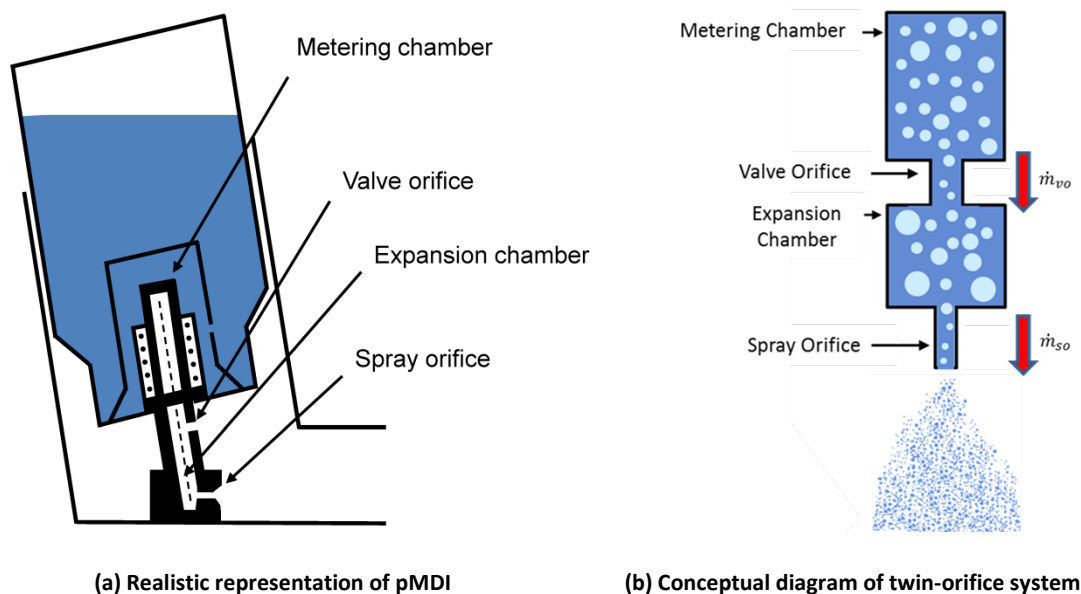 Metering chamber
Valve orifice
Expansion chamber
Spray orifice
(a) Realistic representation of pMDI
Metering Chamber
Valve Orifice
ṁvo
Expansion
Chamber
Spray Orifice
ṁso
(b) Conceptual diagram of twin-orifice system